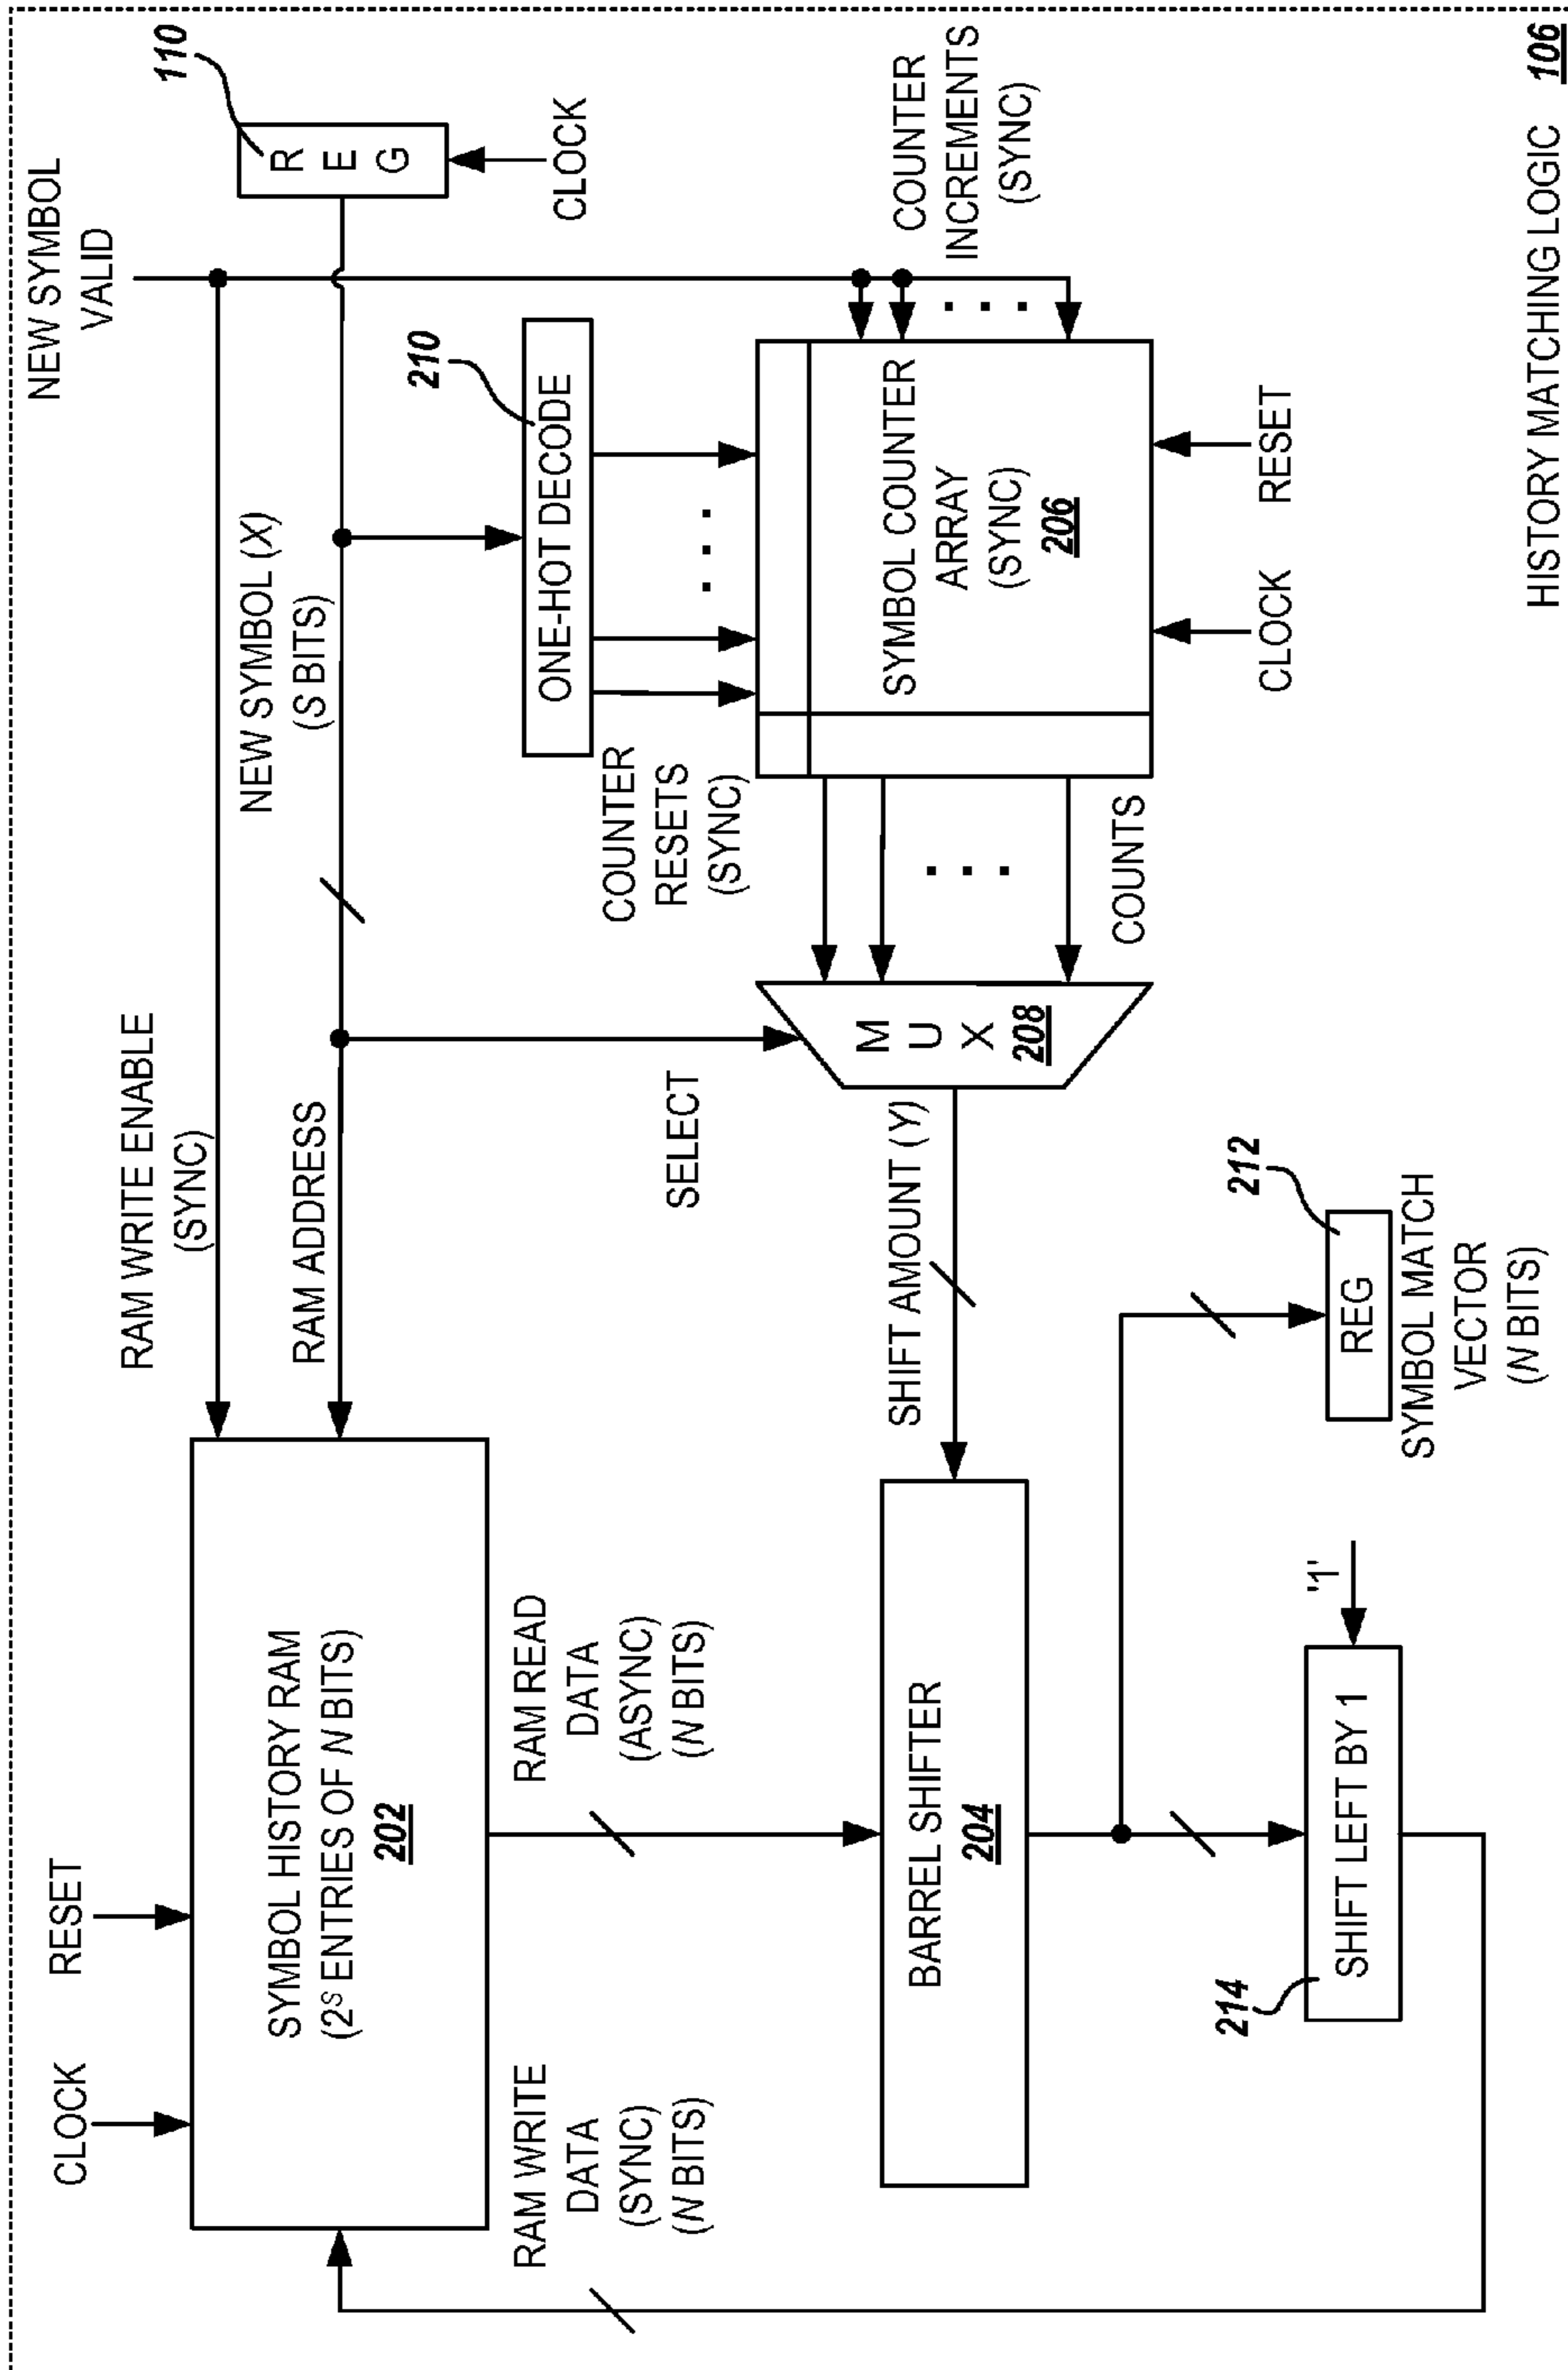 CLOCK
RESET
SYMBOL HISTORY RAM
(2ˢ ENTRIES OF N BITS)
202
RAM WRITE ENABLE
(SYNC)
RAM ADDRESS
NEW SYMBOL
VALID
NEW SYMBOL (X)
(S BITS)
110
R
E
G
CLOCK
RAM WRITE
DATA
(SYNC)
(N BITS)
RAM READ
DATA
(ASYNC)
(N BITS)
SELECT
COUNTER
RESETS
(SYNC)
ONE-HOT DECODE
210
BARREL SHIFTER
204
SHIFT AMOUNT (Y)
M
U
X
208
COUNTS
SYMBOL COUNTER
ARRAY
(SYNC)
206
COUNTER
INCREMENTS
(SYNC)
CLOCK
RESET
214
SHIFT LEFT BY 1
'1'
212
REG
SYMBOL MATCH
VECTOR
(N BITS)
HISTORY MATCHING LOGIC 106